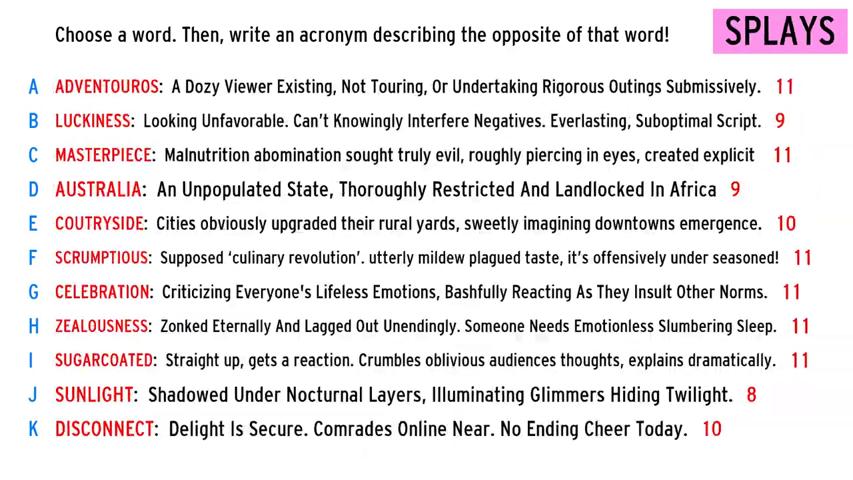 Choose a word. Then, write an acronym describing the opposite of that word!
SPLAYS
A ADVENTOUROS: A Dozy Viewer Existing, Not Touring, Or Undertaking Rigorous Outings Submissively. 11
B LUCKINESS: Looking Unfavorable. Can't Knowingly Interfere Negatives. Everlasting, Suboptimal Script. 9
C MASTERPIECE: Malnutrition abomination sought truly evil, roughly piercing in eyes, created explicit 11
D AUSTRALIA: An Unpopulated State, Thoroughly Restricted And Landlocked In Africa 9
E COUTRYSIDE: Cities obviously upgraded their rural yards, sweetly imagining downtowns emergence. 10
F SCRUMPTIOUS: Supposed 'culinary revolution'. utterly mildew plagued taste, it's offensively under seasoned! 11
G CELEBRATION: Criticizing Everyone's Lifeless Emotions, Bashfully Reacting As They Insult Other Norms. 11
H ZEALOUSNESS: Zonked Eternally And Lagged Out Unendingly. Someone Needs Emotionless Slumbering Sleep. 11
I SUGARCOATED: Straight up, gets a reaction. Crumbles oblivious audiences thoughts, explains dramatically. 11
J SUNLIGHT: Shadowed Under Nocturnal Layers, Illuminating Glimmers Hiding Twilight. 8
K DISCONNECT: Delight Is Secure. Comrades Online Near. No Ending Cheer Today. 10